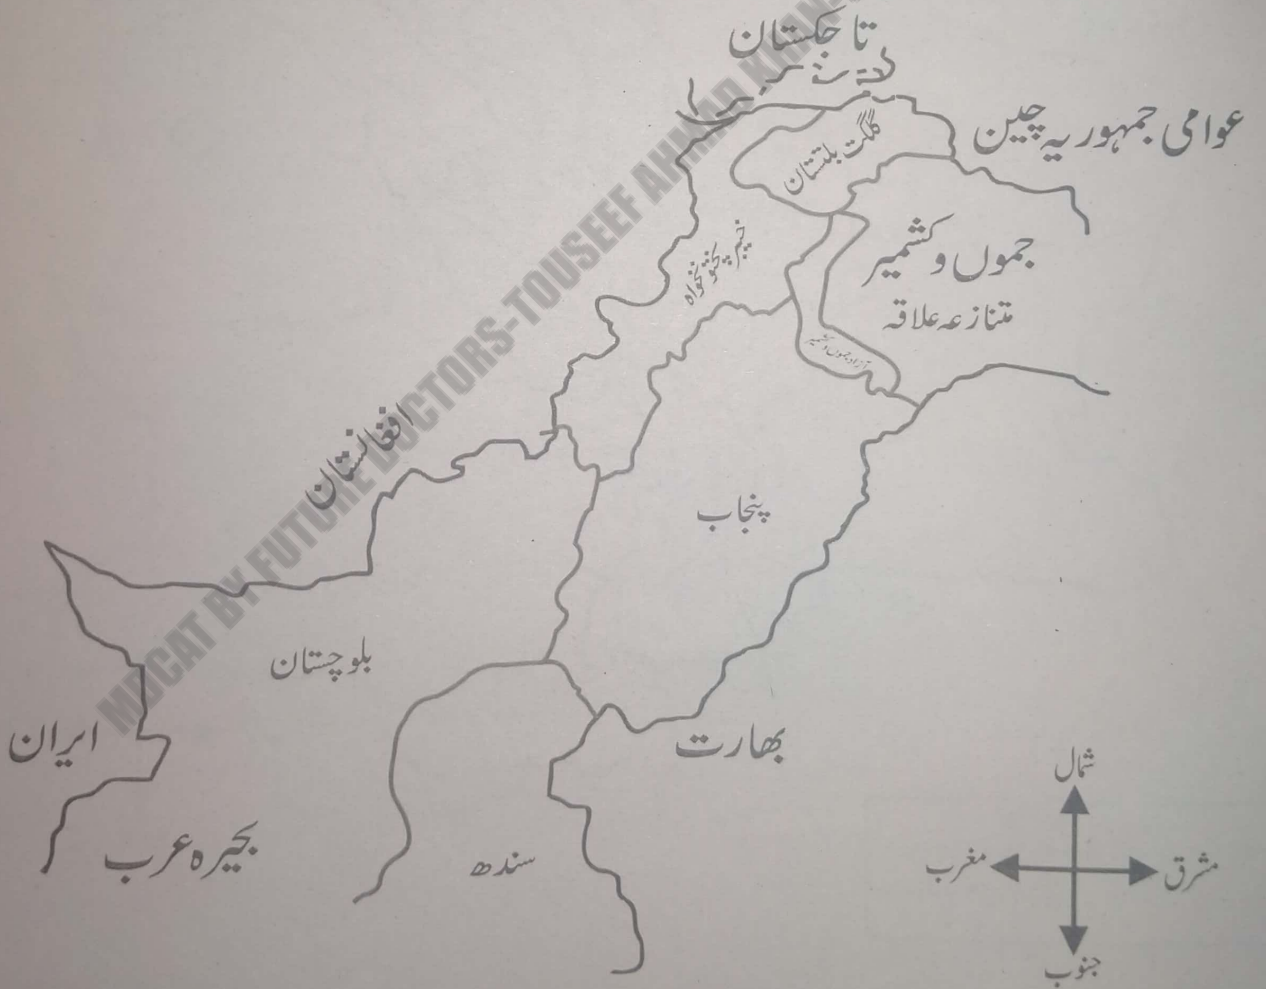 تاجکستان
عوامی جمہوریہ چین
گلگت بلتستان
خیبر پختونخواہ
جموں و کشمیر
متنازعہ علاقہ
آزاد جموں و کشمیر
افغانستان
پنجاب
بلوچستان
ایران
بھارت
بحیرہ عرب
سندھ
شمال
مغرب
مشرق
جنوب
MDCAT BY FUTURE DOCTORS-TOUSEEF AHMAD KHAN-